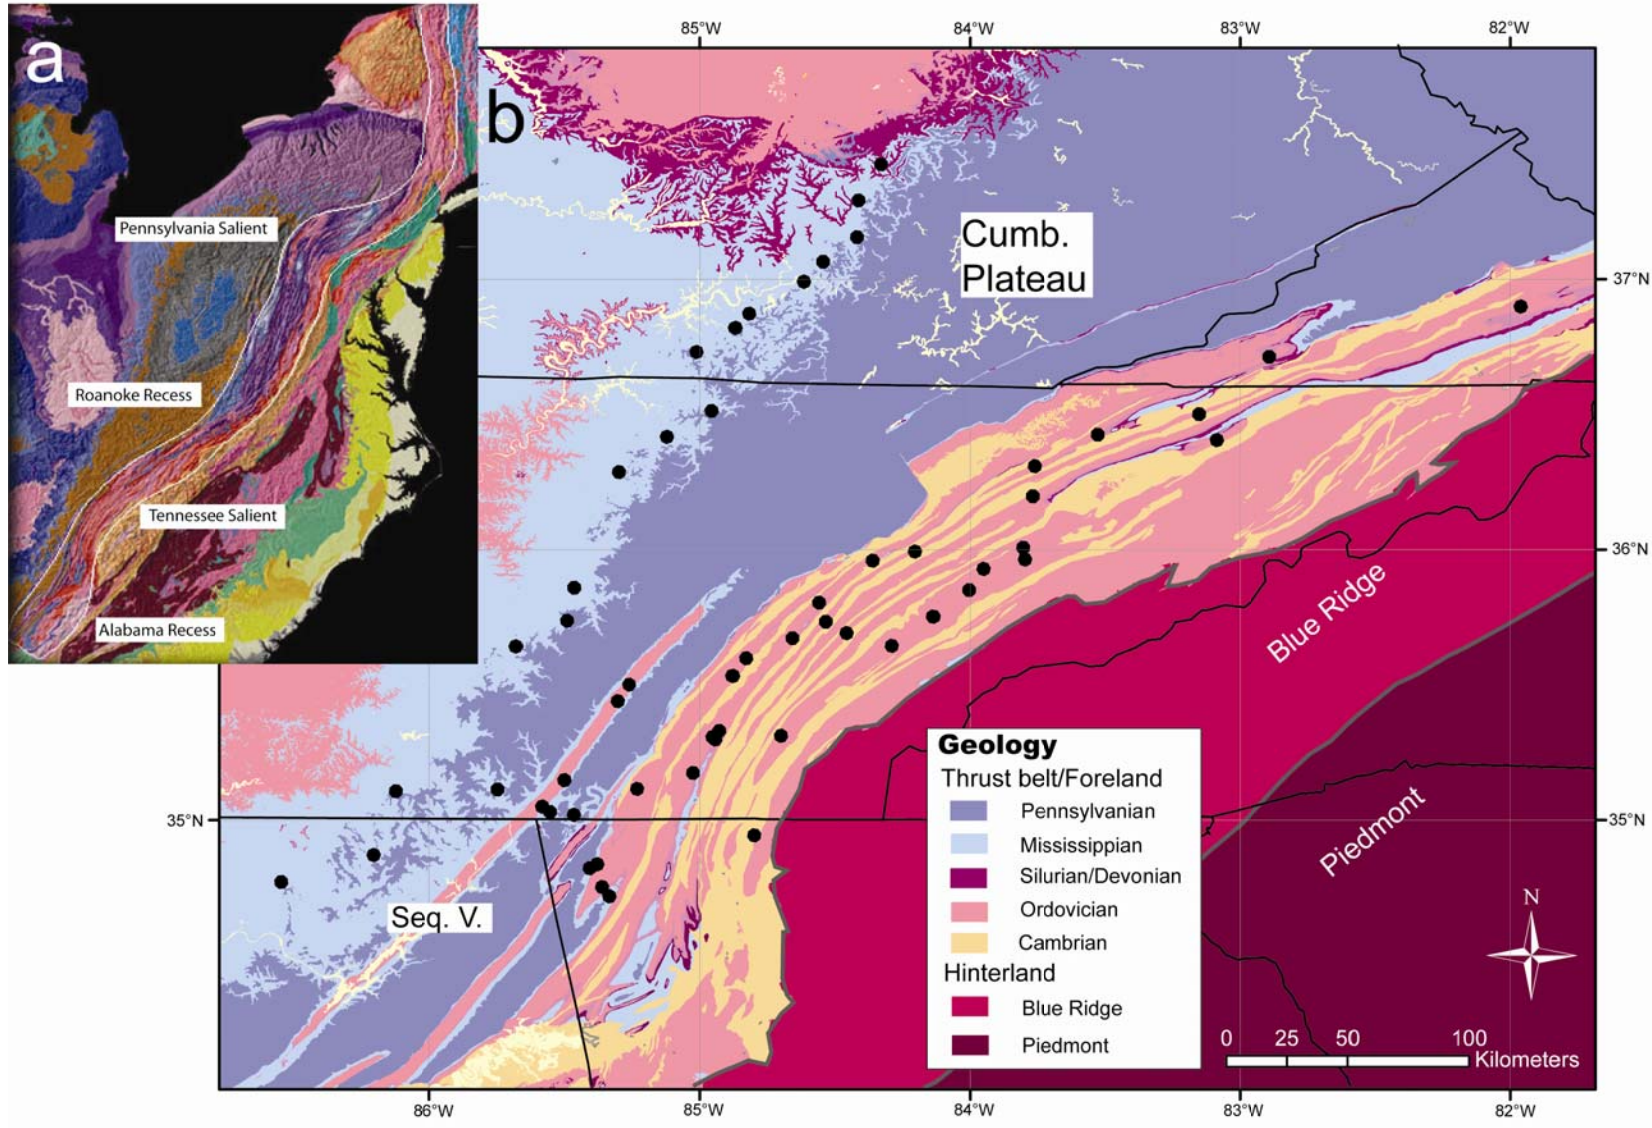 a
Pennsylvania Salient
Roanoke Recess
Tennessee Salient
Alabama Recess
85°W
84°W
83°W
82°W
b
Cumb.
Plateau
37°N
36°N
Blue Ridge
35°N
35°N
Piedmont
Seq. V.
Geology
Thrust belt/Foreland
Pennsylvanian
Mississippian
Silurian/Devonian
Ordovician
Cambrian
Hinterland
Blue Ridge
Piedmont
N
0 25 50 100
Kilometers
86°W
85°W
84°W
83°W
82°W